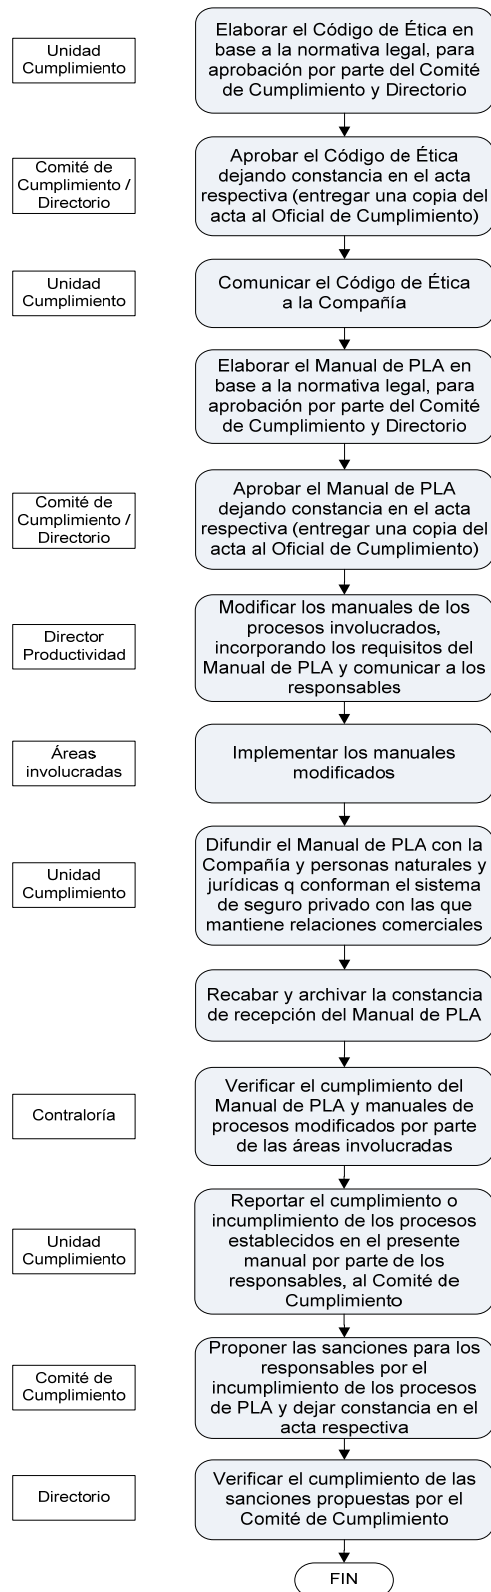 Unidad
Cumplimiento
Elaborar el Código de Ética en
base a la normativa legal, para
aprobación por parte del Comité
de Cumplimiento y Directorio
Comité de
Cumplimiento /
Directorio
Aprobar el Código de Ética
dejando constancia en el acta
respectiva (entregar una copia del
acta al Oficial de Cumplimiento)
Unidad
Cumplimiento
Comunicar el Código de Ética
a la Compañía
Elaborar el Manual de PLA en
base a la normativa legal, para
aprobación por parte del Comité
de Cumplimiento y Directorio
Comité de
Cumplimiento /
Directorio
Aprobar el Manual de PLA
dejando constancia en el acta
respectiva (entregar una copia del
acta al Oficial de Cumplimiento)
Director
Productividad
Modificar los manuales de los
procesos involucrados,
incorporando los requisitos del
Manual de PLA y comunicar a los
responsables
Áreas
involucradas
Implementar los manuales
modificados
Unidad
Cumplimiento
Difundir el Manual de PLA con la
Compañía y personas naturales y
jurídicas q conforman el sistema
de seguro privado con las que
mantiene relaciones comerciales
Recabar y archivar la constancia
de recepción del Manual de PLA
Contraloría
Verificar el cumplimiento del
Manual de PLA y manuales de
procesos modificados por parte
de las áreas involucradas
Unidad
Cumplimiento
Reportar el cumplimiento o
incumplimiento de los procesos
establecidos en el presente
manual por parte de los
responsables, al Comité de
Cumplimiento
Comité de
Cumplimiento
Proponer las sanciones para los
responsables por el
incumplimiento de los procesos
de PLA y dejar constancia en el
acta respectiva
Directorio
Verificar el cumplimiento de las
sanciones propuestas por el
Comité de Cumplimiento
FIN